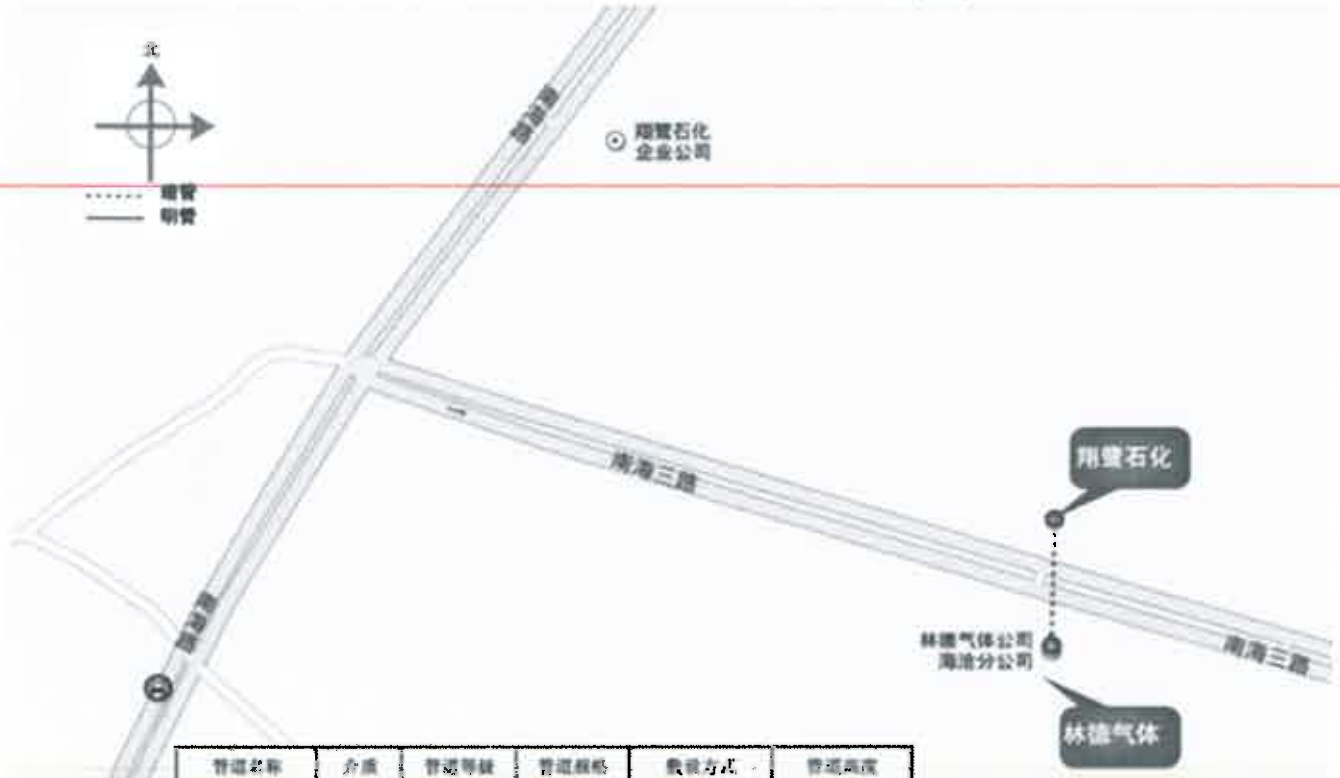 北
暗管
明管
翔鹭石化
企业公司
南海三路
翔鹭石化
林德气体公司
海沧分公司
南海三路
林德气体
管道名称 介质 管道等级 管道规格 敷设方式 管道高度